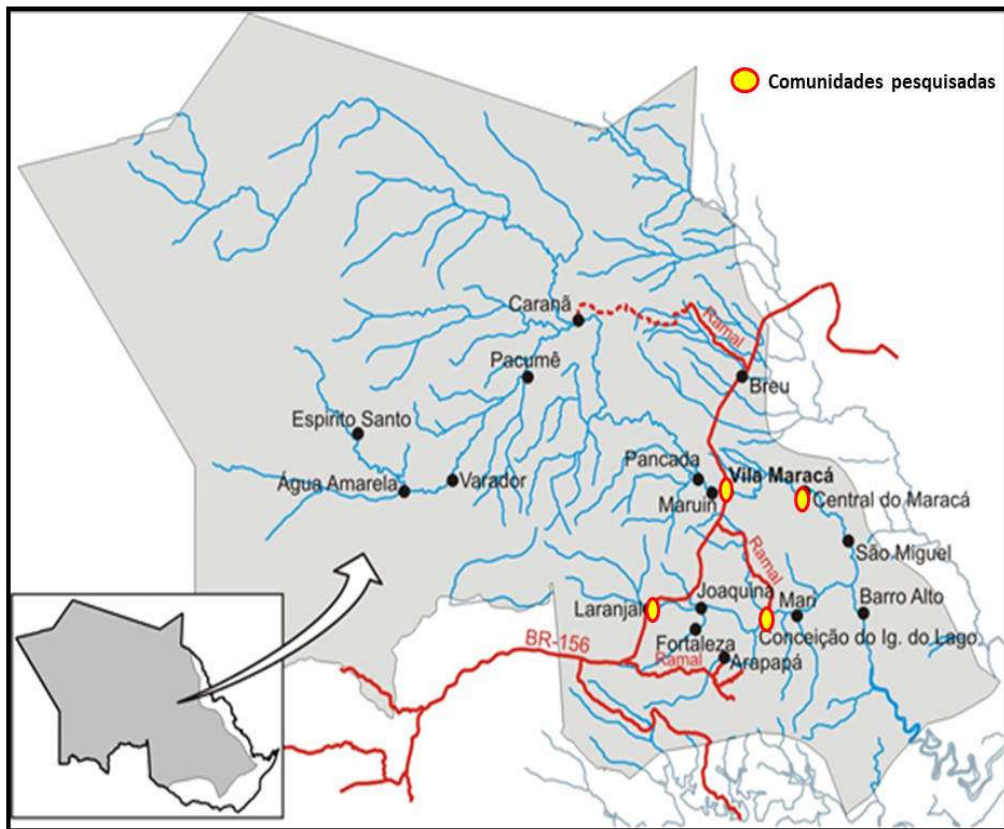 Comunidades pesquisadas
Caranã
Ramal
Pacumê
Breu
Espirito Santo
Pancada
Vila Maracá
Água Amarela
Varador
Maruin
Central do Maracá
São Miguel
Ramal
Joaquina
Laranjal
Mari
Barro Alto
Fortaleza
Conceição do Ig. do Lago
BR-156
Ramal
Arapapá